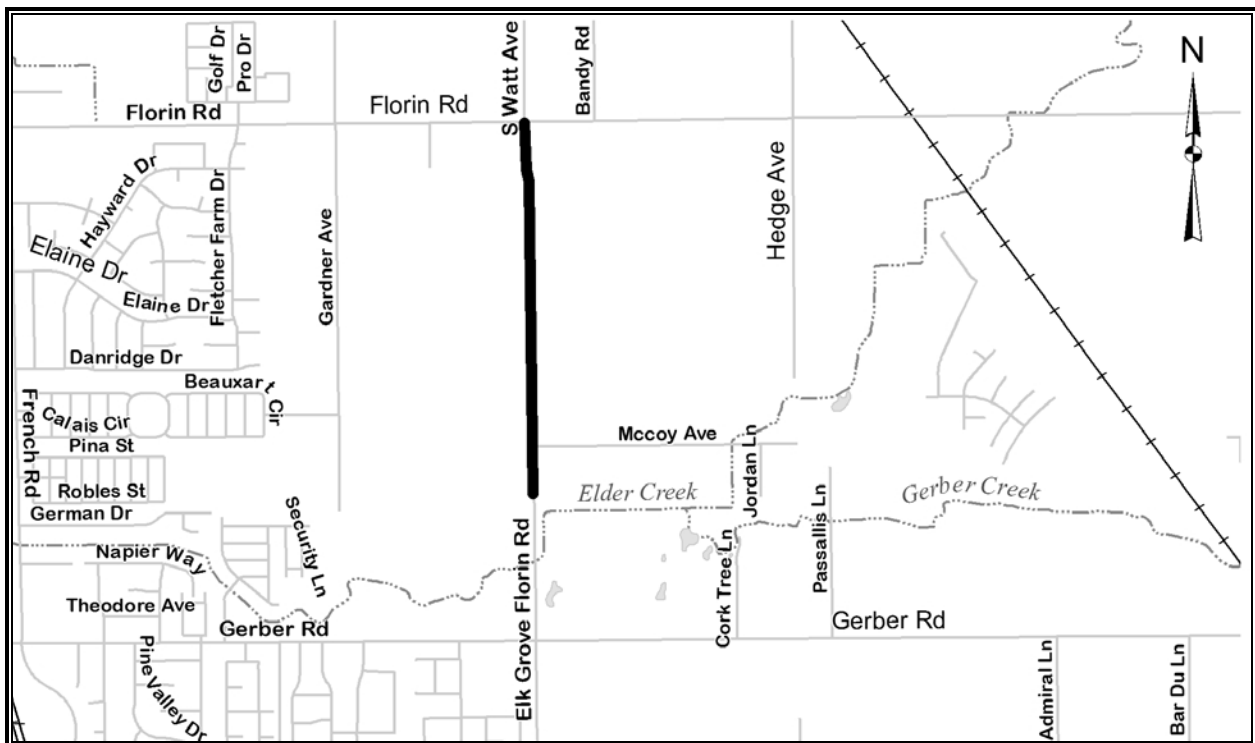 Golf Dr
Pro Dr
S Watt Ave
Bandy Rd
N
Florin Rd
Florin Rd
Hayward Dr
Fletcher Farm Dr
Gardner Ave
Hedge Ave
Elaine Dr
Elaine Dr
Danridge Dr
Beauxart Cir
French Rd
Calais Cir
Pina St
Mccoy Ave
Jordan Ln
Robles St
Elder Creek
Gerber Creek
German Dr
Security Ln
Passallis Ln
Napier Way
Elk Grove Florin Rd
Cork Tree Ln
Theodore Ave
Gerber Rd
Gerber Rd
Pine Valley Dr
Admiral Ln
Bar Du Ln